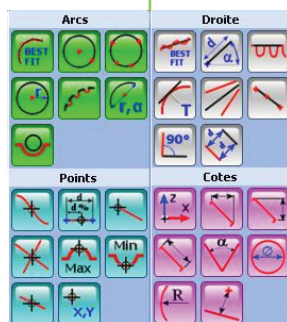 Arcs
Droite
BEST
FIT
BEST
FIT
d
α
r
r,α
T
90°
Points
Cotes
d
Z
X
Max
Min
α
Ø
X,Y
R